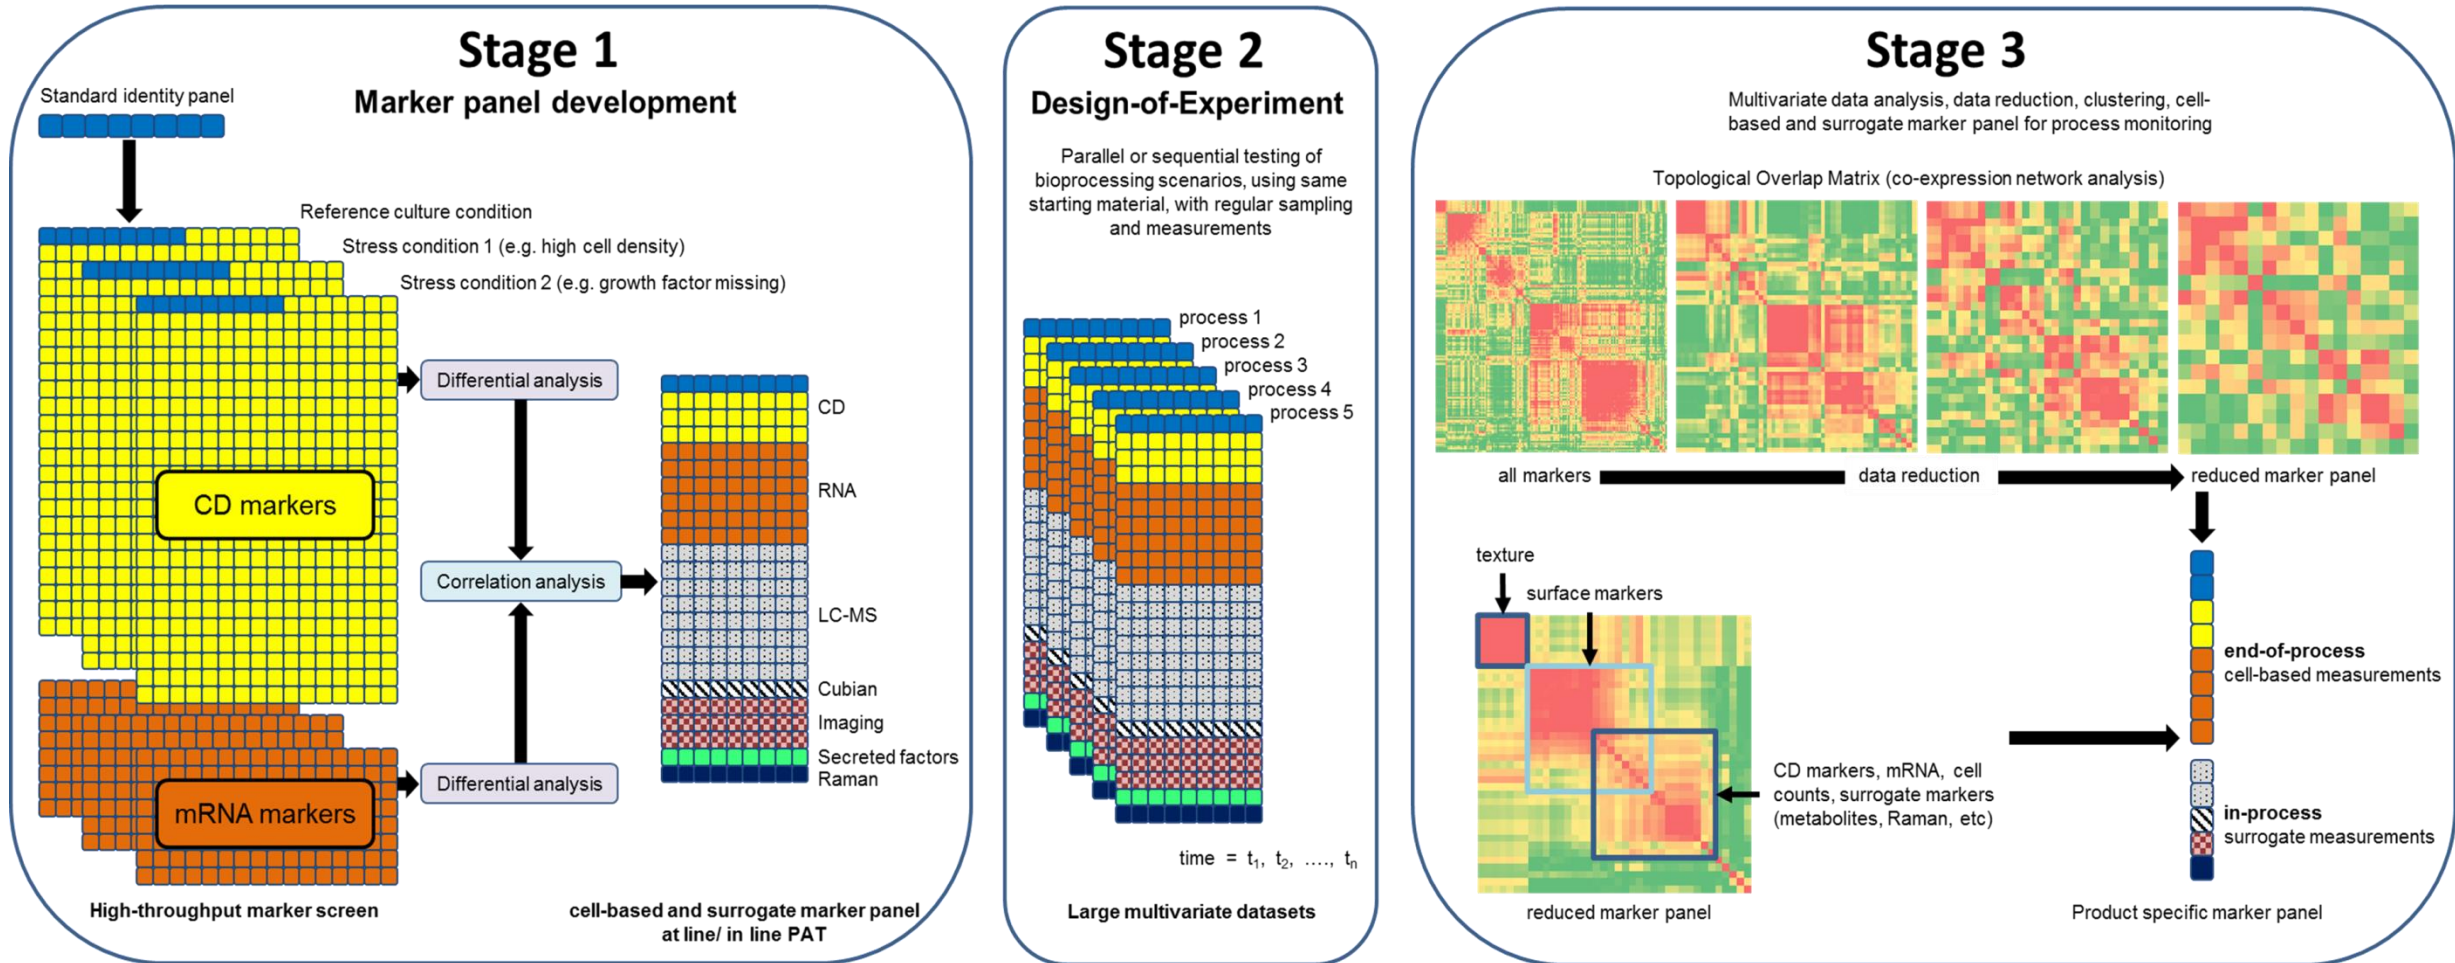 Stage 1
Marker panel development
Standard identity panel
Reference culture condition
Stress condition 1 (e.g. high cell density)
Stress condition 2 (e.g. growth factor missing)
CD markers
mRNA markers
Differential analysis
Correlation analysis
Differential analysis
CD
RNA
LC-MS
Cubian
Imaging
Secreted factors
Raman
High-throughput marker screen
cell-based and surrogate marker panel
at line/ in line PAT
Stage 2
Design-of-Experiment
Parallel or sequential testing of
bioprocessing scenarios, using same
starting material, with regular sampling
and measurements
process 1
process 2
process 3
process 4
process 5
time = t1, t2, ...., tn
Large multivariate datasets
Stage 3
Multivariate data analysis, data reduction, clustering, cell-
based and surrogate marker panel for process monitoring
Topological Overlap Matrix (co-expression network analysis)
all markers
data reduction
reduced marker panel
texture
surface markers
CD markers, mRNA, cell
counts, surrogate markers
(metabolites, Raman, etc)
reduced marker panel
end-of-process
cell-based measurements
in-process
surrogate measurements
Product specific marker panel